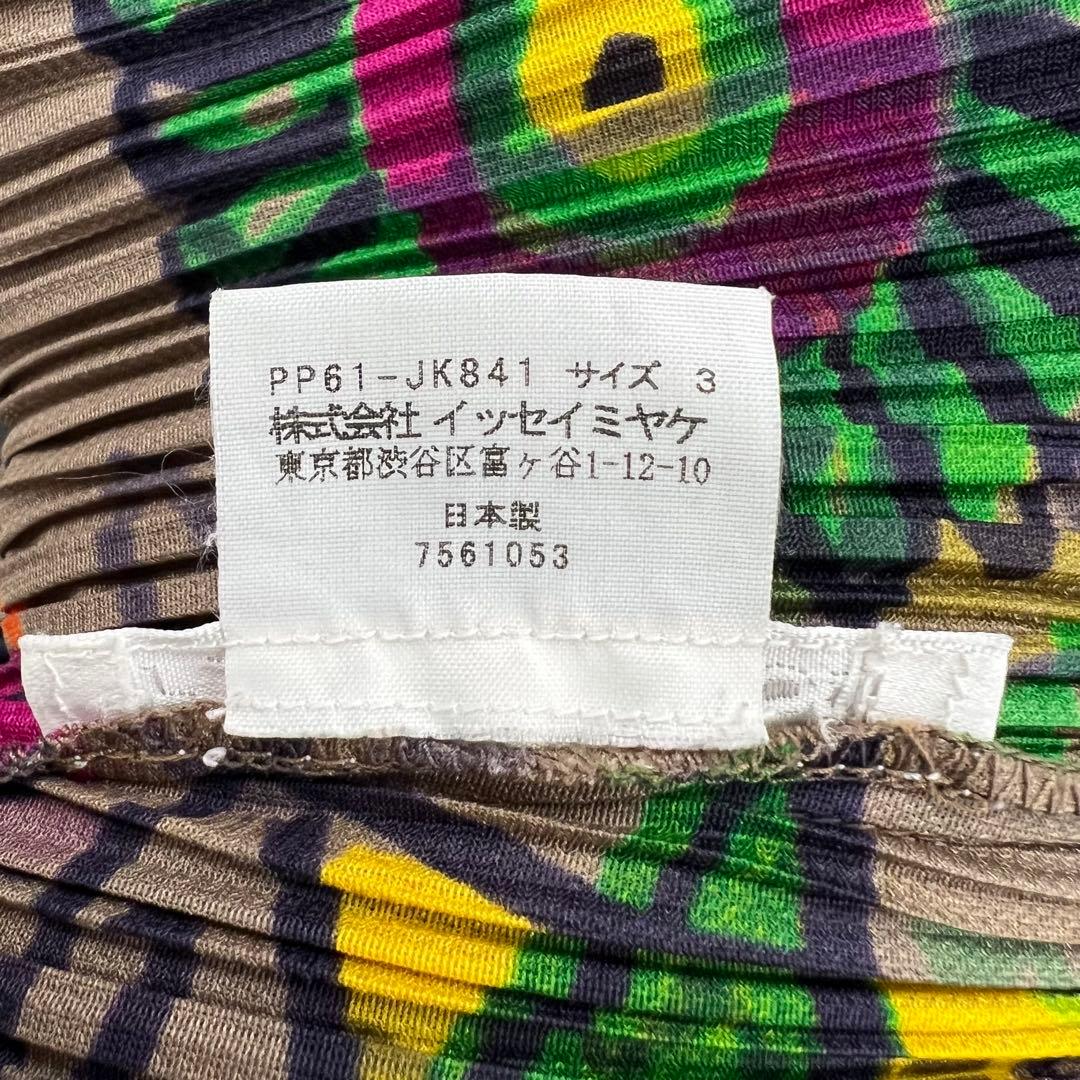 PP61-JK841 サイズ 3
株式会社 イッセイミヤケ
東京都渋谷区富ヶ谷1-12-10
日本製
7561053